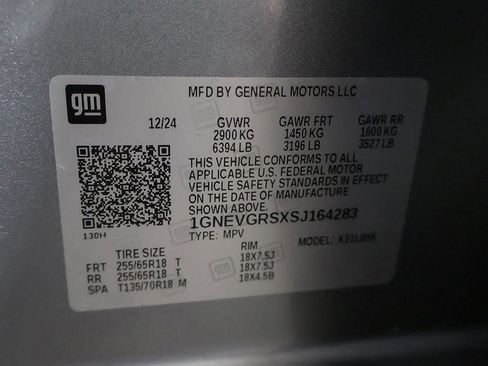 gm
MFD BY GENERAL MOTORS LLC
12/24 GVWR GAWR FRT GAWR RR
2900 KG 1450 KG 1600 KG
6394 LB 3196 LB 3527 LB
THIS VEHICLE CONFORMS TO ALL
APPLICABLE U.S. FEDERAL MOTOR
VEHICLE SAFETY STANDARDS IN EFFECT
ON THE DATE OF MANUFACTURE
SHOWN ABOVE.
1GNEVGRSXSJ164283
130H
TYPE: MPV MODEL:
TIRE SIZE RIM
FRT 255/65R18 T 18X7.5J
RR 255/65R18 T 18X7.5J
SPA T135/70R18 M 18X4.5B